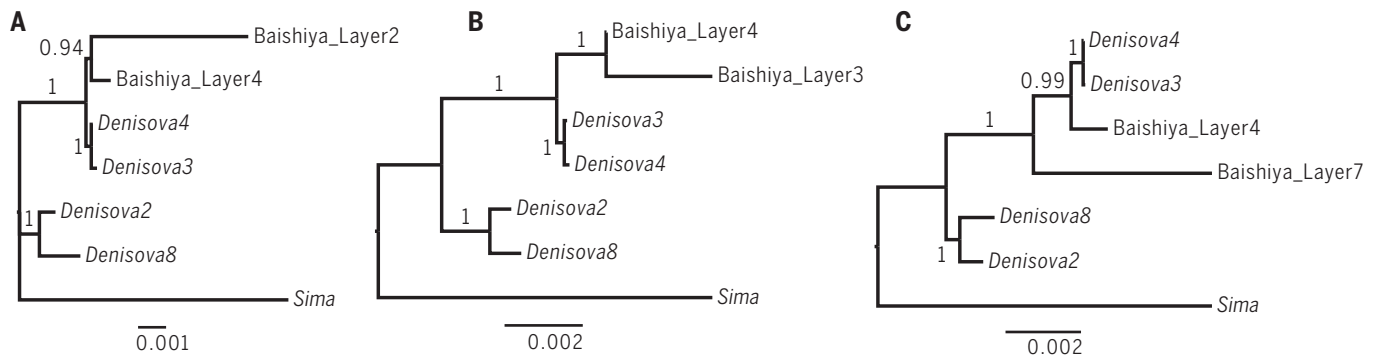 A
0.94
Baishiya_Layer2
1
Baishiya_Layer4
Denisova4
1
Denisova3
1
Denisova2
Denisova8
Sima
0.001
B
1
Baishiya_Layer4
Baishiya_Layer3
1
Denisova3
1
Denisova4
1
Denisova2
Denisova8
Sima
0.002
C
1
Denisova4
0.99
Denisova3
1
Baishiya_Layer4
Baishiya_Layer7
Denisova8
1
Denisova2
Sima
0.002